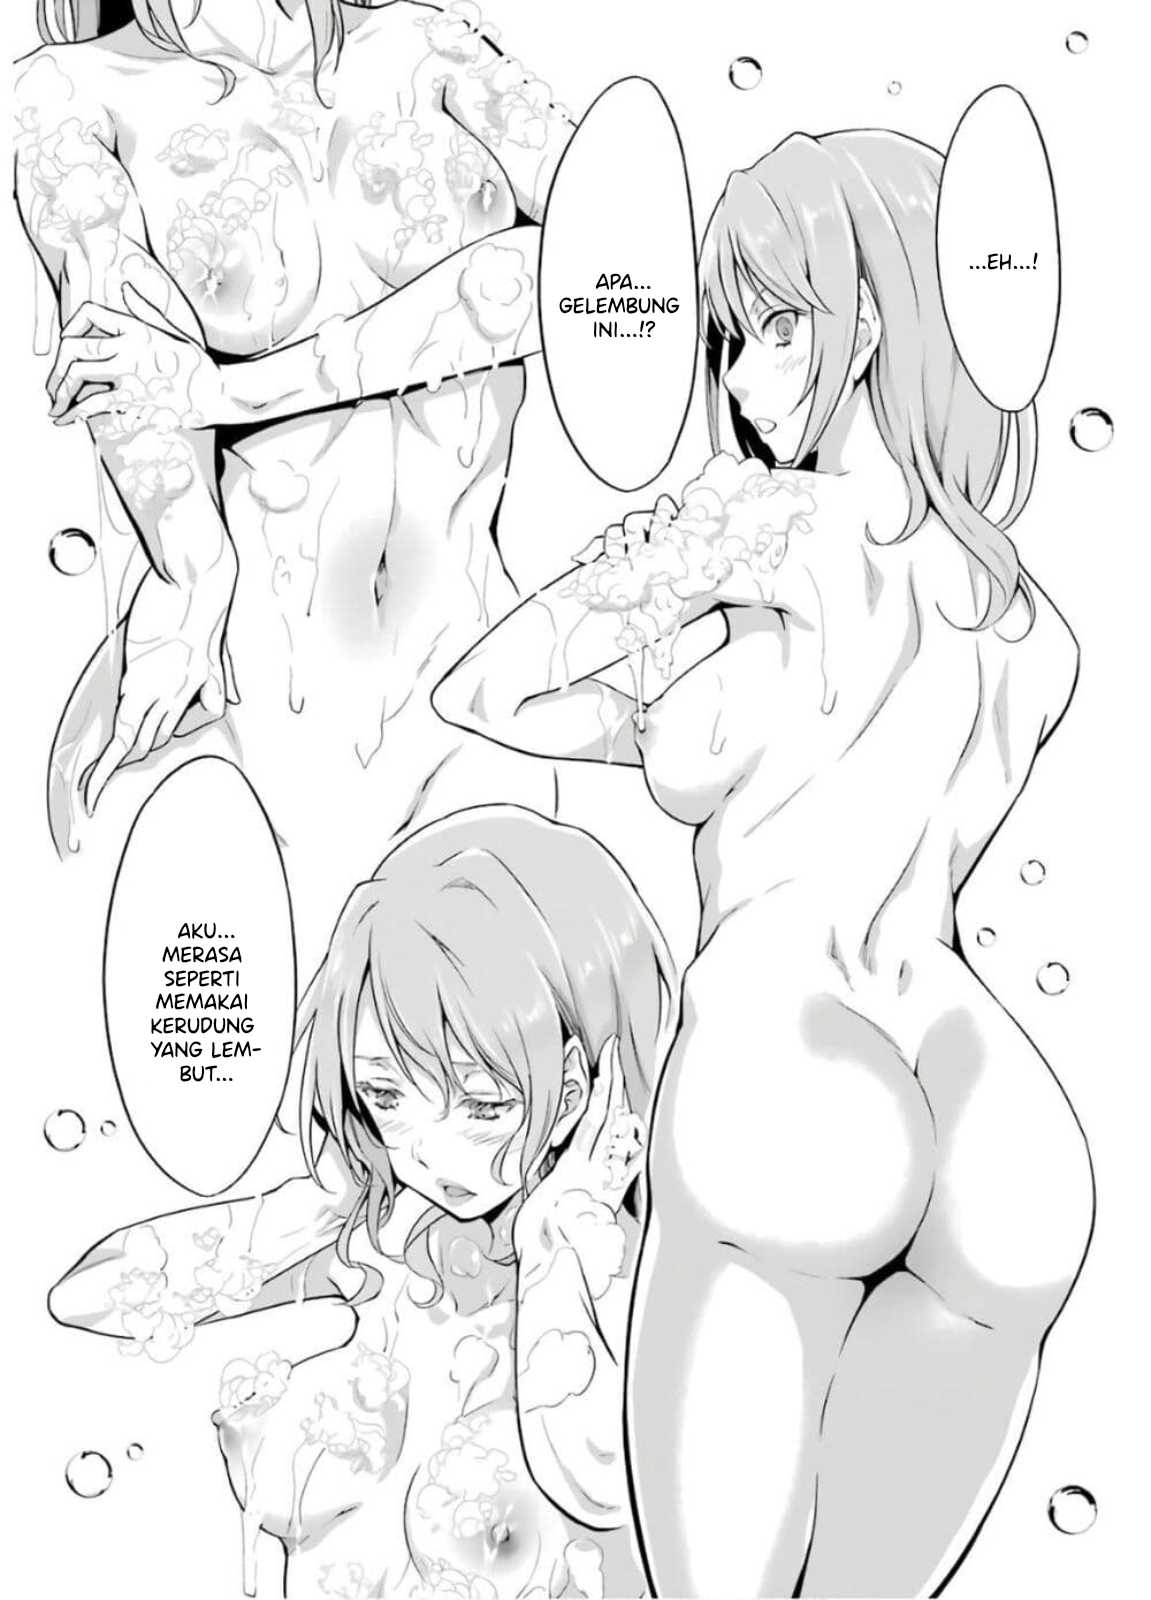 ...EH...!
APA...
GELEMBUNG
INI...!?
AKU...
MERASA
SEPERTI
MEMAKAI
KERUDUNG
YANG LEM-
BUT...